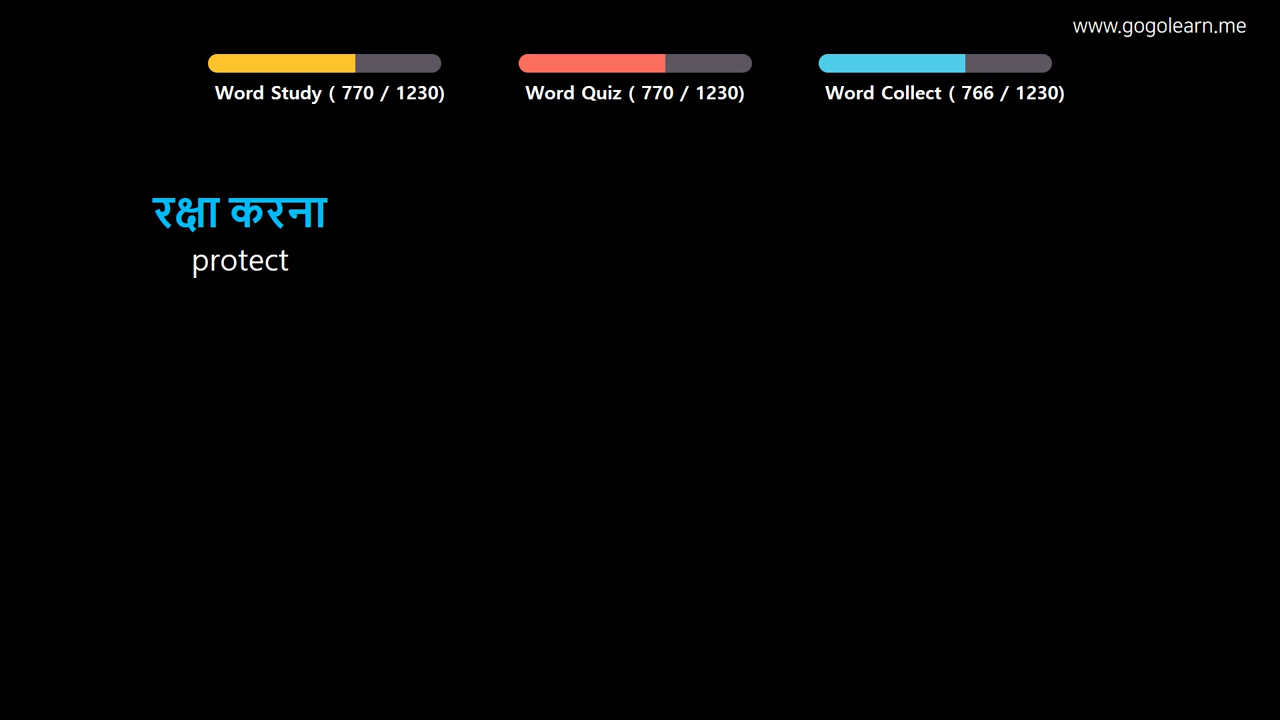 www.gogolearn.me
Word Study ( 770 / 1230)
Word Quiz ( 770 / 1230)
Word Collect ( 766 / 1230)
रक्षा करना
protect